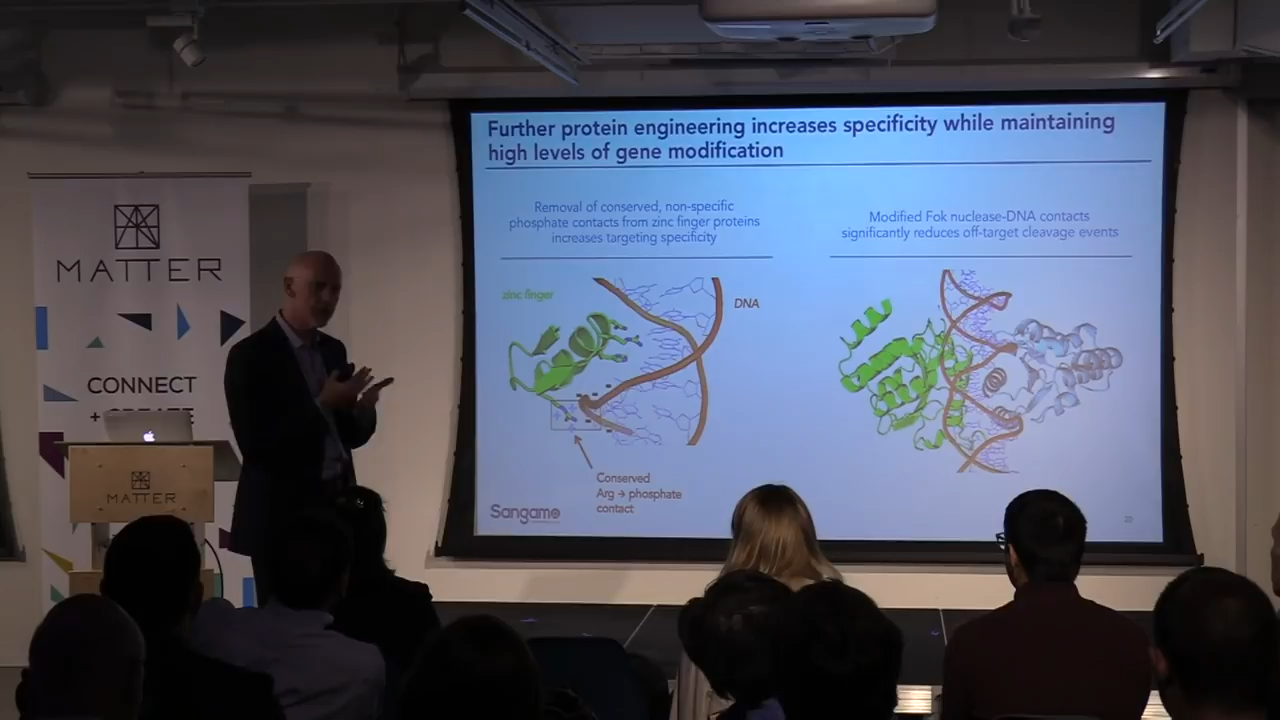 Further protein engineering increases specificity while maintaining
high levels of gene modification
Removal of conserved, non-specific
phosphate contacts from zinc finger proteins
increases targeting specificity
Modified Fok nuclease-DNA contacts
significantly reduces off-target cleavage events
zinc finger
DNA
Conserved
Arg → phosphate
contact
Sangamo
MATTER
CONNECT
+ CREATE
MATTER